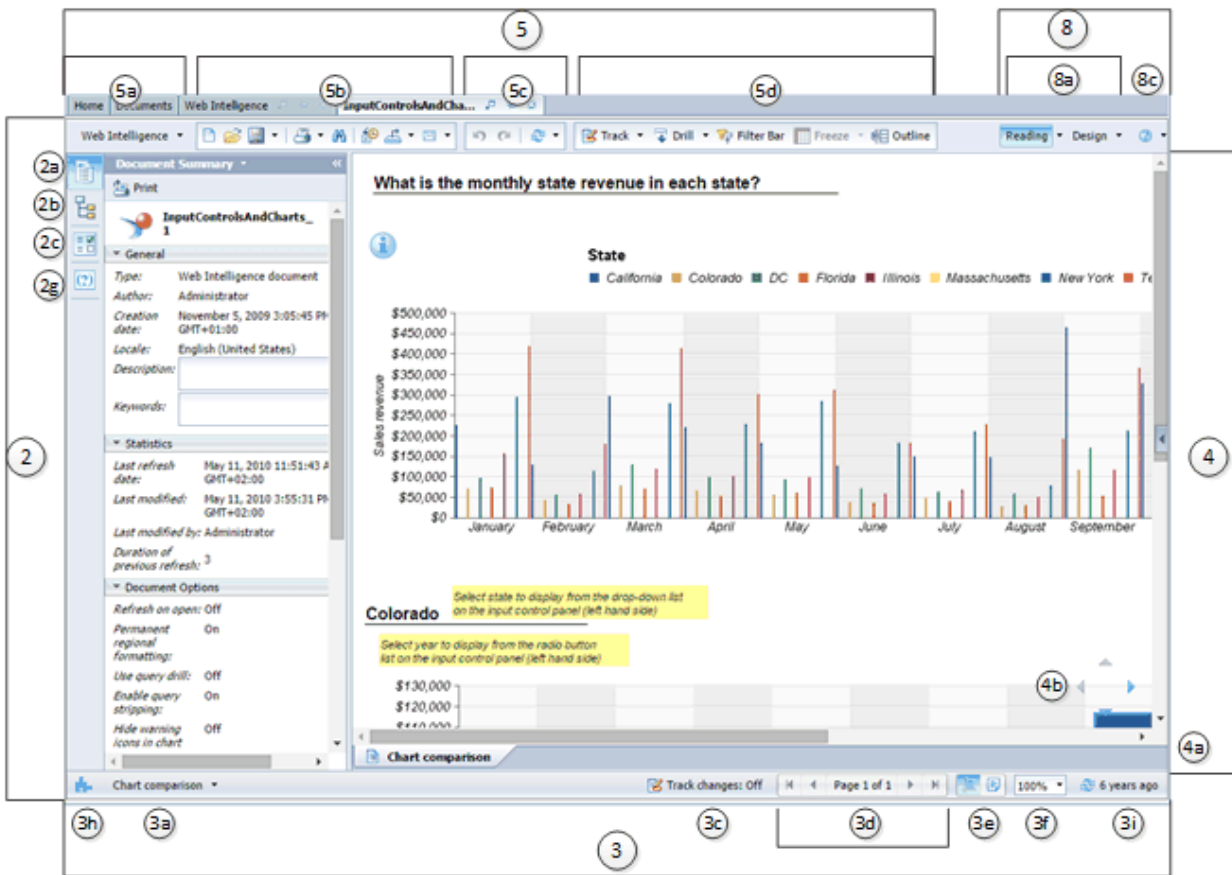 5
8
5a
5b
5c
5d
8a
8c
Home
Documents
Web Intelligence
InputControlsAndCha...
Web Intelligence
Track
Drill
Filter Bar
Freeze
Outline
Reading
Design
2
2a
2b
2c
2g
Document Summary
Print
InputControlsAndCharts_
1
General
Type: Web Intelligence document
Author: Administrator
Creation November 5, 2009 3:05:45 PM
date: GMT+01:00
Locale: English (United States)
Description:
Keywords:
Statistics
Last refresh May 11, 2010 11:51:43 A
date: GMT+02:00
Last modified: May 11, 2010 3:55:31 PM
GMT+02:00
Last modified by: Administrator
Duration of
previous refresh: 3
Document Options
Refresh on open: Off
Permanent On
regional
formatting:
Use query drill: Off
Enable query On
stripping:
Hide warning Off
icons in chart
What is the monthly state revenue in each state?
State
California Colorado DC Florida Illinois Massachusetts New York Te
$500,000
$450,000
$400,000
$350,000
$300,000
$250,000
$200,000
$150,000
$100,000
$50,000
$0
Sales revenue
January February March April May June July August September
Select state to display from the drop-down list
on the input control panel (left hand side)
Colorado
Select year to display from the radio button
list on the input control panel (left hand side)
$130,000
$120,000
$110,000
4b
4
4a
Chart comparison
Chart comparison
Track changes: Off
Page 1 of 1
100%
6 years ago
3h
3a
3c
3d
3e
3f
3i
3